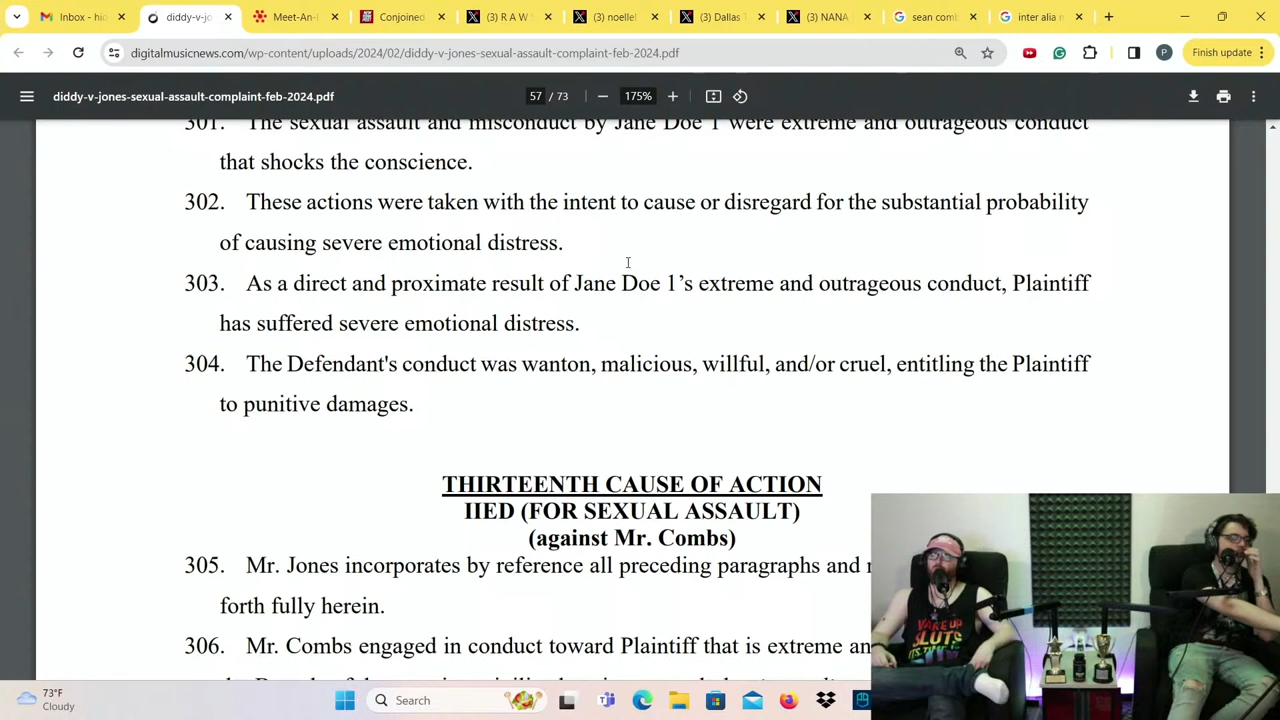 Inbox - hi
diddy-v-jo
Meet-An-
Conjoined
(3) R A W
(3) noellel
(3) Dallas
(3) NANA
sean comb
inter alia m
digitalmusicnews.com/wp-content/uploads/2024/02/diddy-v-jones-sexual-assault-complaint-feb-2024.pdf
P
Finish update
diddy-v-jones-sexual-assault-complaint-feb-2024.pdf
57 / 73
175%
301. The sexual assault and misconduct by Jane Doe 1 were extreme and outrageous conduct
that shocks the conscience.
302. These actions were taken with the intent to cause or disregard for the substantial probability
of causing severe emotional distress.
303. As a direct and proximate result of Jane Doe 1’s extreme and outrageous conduct, Plaintiff
has suffered severe emotional distress.
304. The Defendant's conduct was wanton, malicious, willful, and/or cruel, entitling the Plaintiff
to punitive damages.
THIRTEENTH CAUSE OF ACTION
IIED (FOR SEXUAL ASSAULT)
(against Mr. Combs)
305. Mr. Jones incorporates by reference all preceding paragraphs and
forth fully herein.
306. Mr. Combs engaged in conduct toward Plaintiff that is extreme an
WAKE UP
SLUTS
73°F
Cloudy
Search